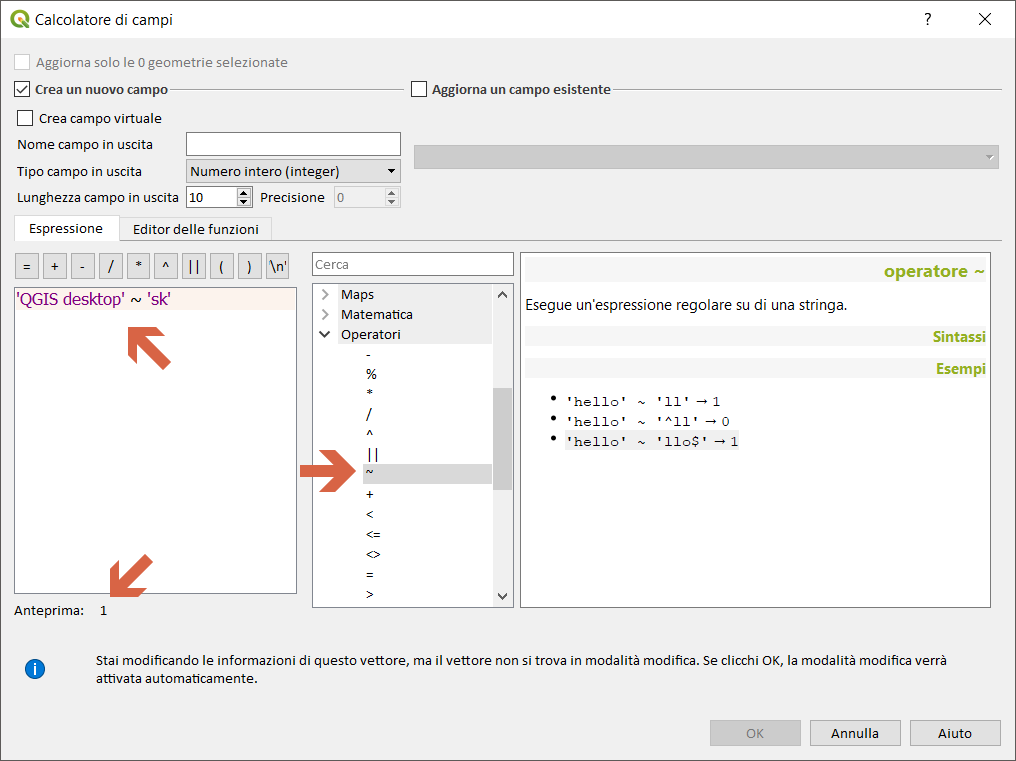 Calcolatore di campi
?
Aggiorna solo le 0 geometrie selezionate
Crea un nuovo campo
Aggiorna un campo esistente
Crea campo virtuale
Nome campo in uscita
Tipo campo in uscita
Numero intero (integer)
Lunghezza campo in uscita 10 Precisione 0
Espressione
Editor delle funzioni
= + - / * ^ || ( ) \n'
'QGIS desktop' ~ 'sk'
Anteprima: 1
Cerca
Maps
Matematica
Operatori
-
%
*
/
^
||
~
+
<
<=
<>
=
>
operatore ~
Esegue un'espressione regolare su di una stringa.
Sintassi
Esempi
• 'hello' ~ 'll' → 1
• 'hello' ~ '^ll' → 0
• 'hello' ~ 'llo$' → 1
Stai modificando le informazioni di questo vettore, ma il vettore non si trova in modalità modifica. Se clicchi OK, la modalità modifica verrà
attivata automaticamente.
OK
Annulla
Aiuto